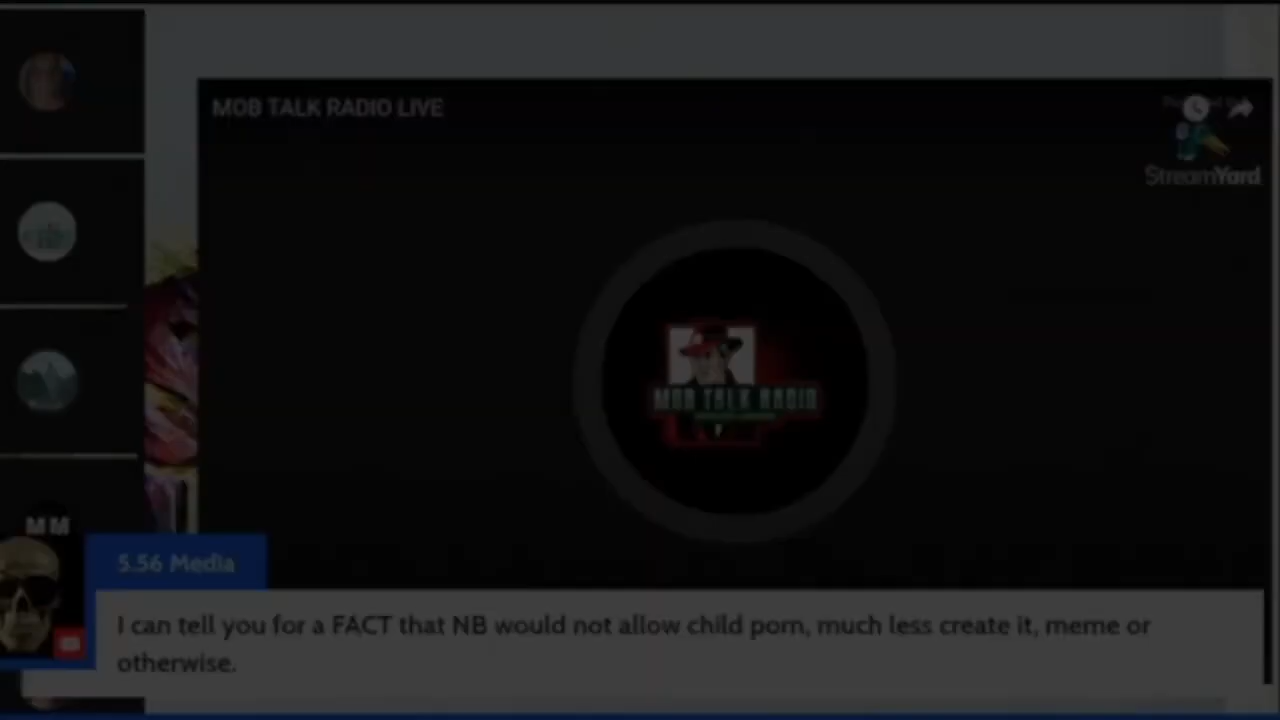 MOB TALK RADIO LIVE
StreamYard
MOB TALK RADIO
MM
5.56 Media
I can tell you for a FACT that NB would not allow child porn, much less create it, meme or
otherwise.